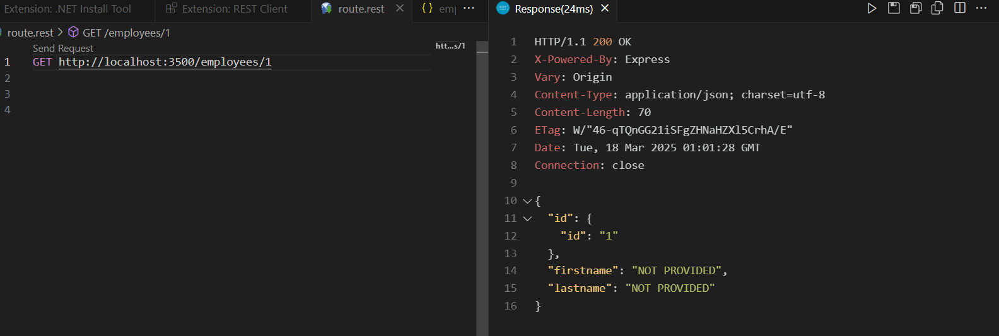 Extension: .NET Install Tool
Extension: REST Client
route.rest
{} emp
route.rest > GET /employees/1
Send Request
1 GET http://localhost:3500/employees/1
2
3
4
htt...s/1
Response(24ms)
1 HTTP/1.1 200 OK
2 X-Powered-By: Express
3 Vary: Origin
4 Content-Type: application/json; charset=utf-8
5 Content-Length: 70
6 ETag: W/"46-qTQnGG21iSFgZHNaHZXl5CrhA/E"
7 Date: Tue, 18 Mar 2025 01:01:28 GMT
8 Connection: close
9
10 {
11 "id": {
12 "id": "1"
13 },
14 "firstname": "NOT PROVIDED",
15 "lastname": "NOT PROVIDED"
16 }